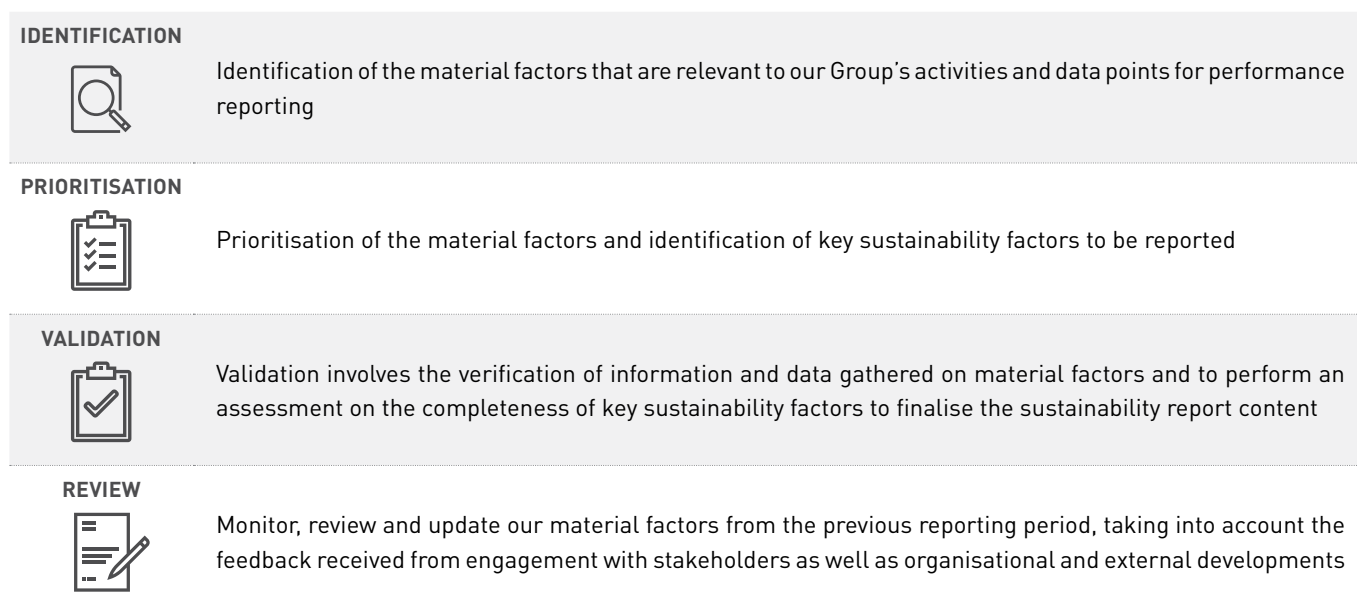 IDENTIFICATION
Identification of the material factors that are relevant to our Group's activities and data points for performance
reporting
PRIORITISATION
Prioritisation of the material factors and identification of key sustainability factors to be reported
VALIDATION
Validation involves the verification of information and data gathered on material factors and to perform an
assessment on the completeness of key sustainability factors to finalise the sustainability report content
REVIEW
Monitor, review and update our material factors from the previous reporting period, taking into account the
feedback received from engagement with stakeholders as well as organisational and external developments